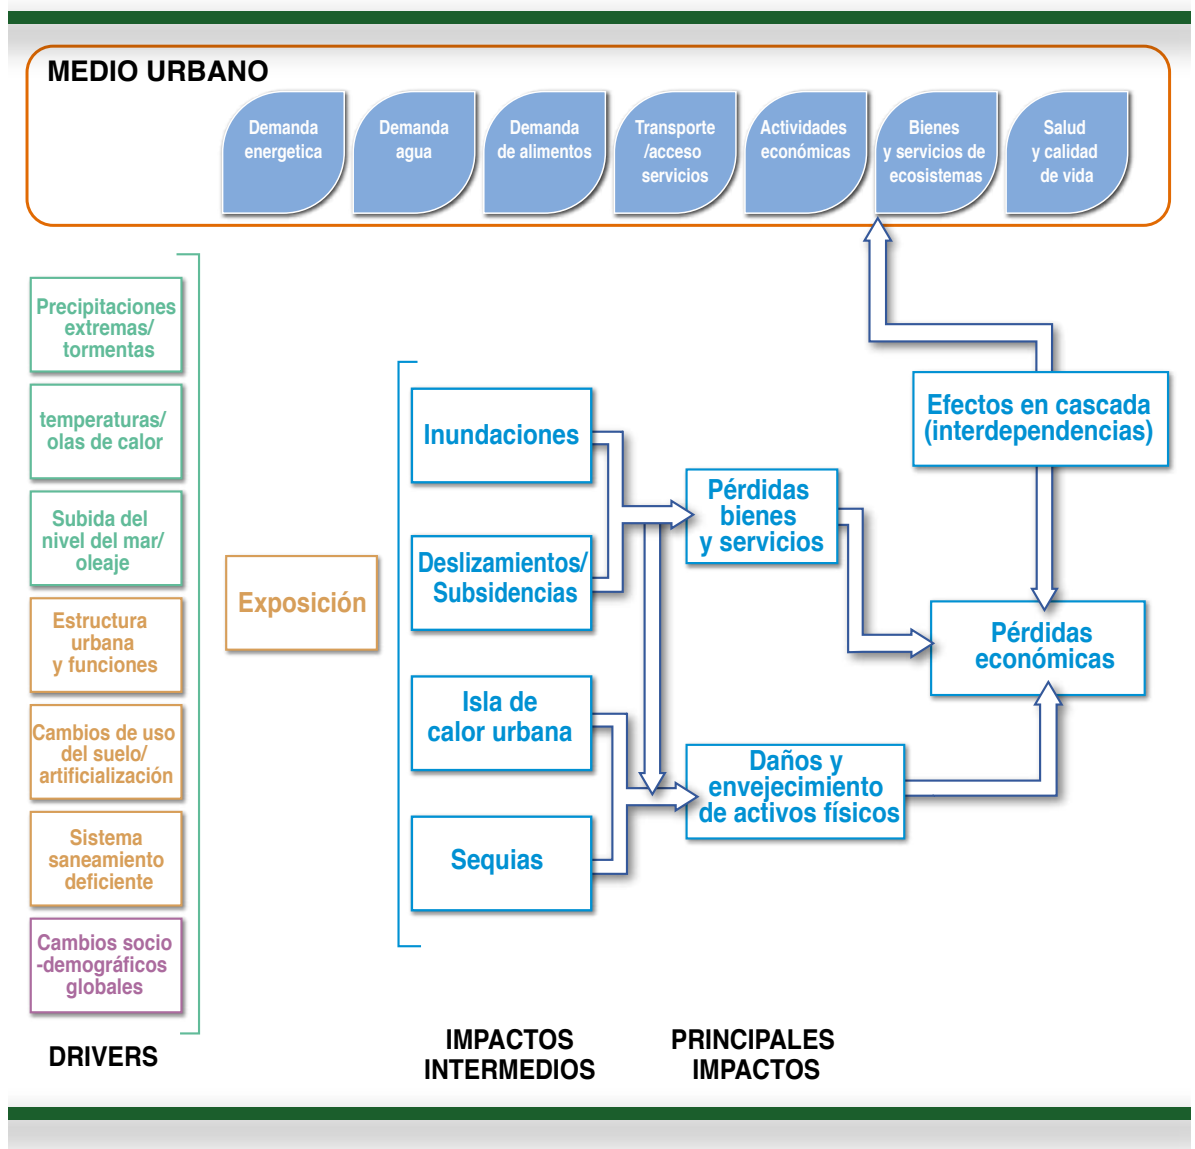 MEDIO URBANO
Demanda
energetica
Demanda
agua
Demanda
de alimentos
Transporte
/acceso
servicios
Actividades
económicas
Bienes
y servicios de
ecosistemas
Salud
y calidad
de vida
Precipitaciones
extremas/
tormentas
temperaturas/
olas de calor
Subida del
nivel del mar/
oleaje
Estructura
urbana
y funciones
Cambios de uso
del suelo/
artificialización
Sistema
saneamiento
deficiente
Cambios socio
-demográficos
globales
DRIVERS
Exposición
Inundaciones
Deslizamientos/
Subsidencias
Isla de
calor urbana
Sequias
IMPACTOS
INTERMEDIOS
Pérdidas
bienes
y servicios
Daños y
envejecimiento
de activos físicos
PRINCIPALES
IMPACTOS
Efectos en cascada
(interdependencias)
Pérdidas
económicas